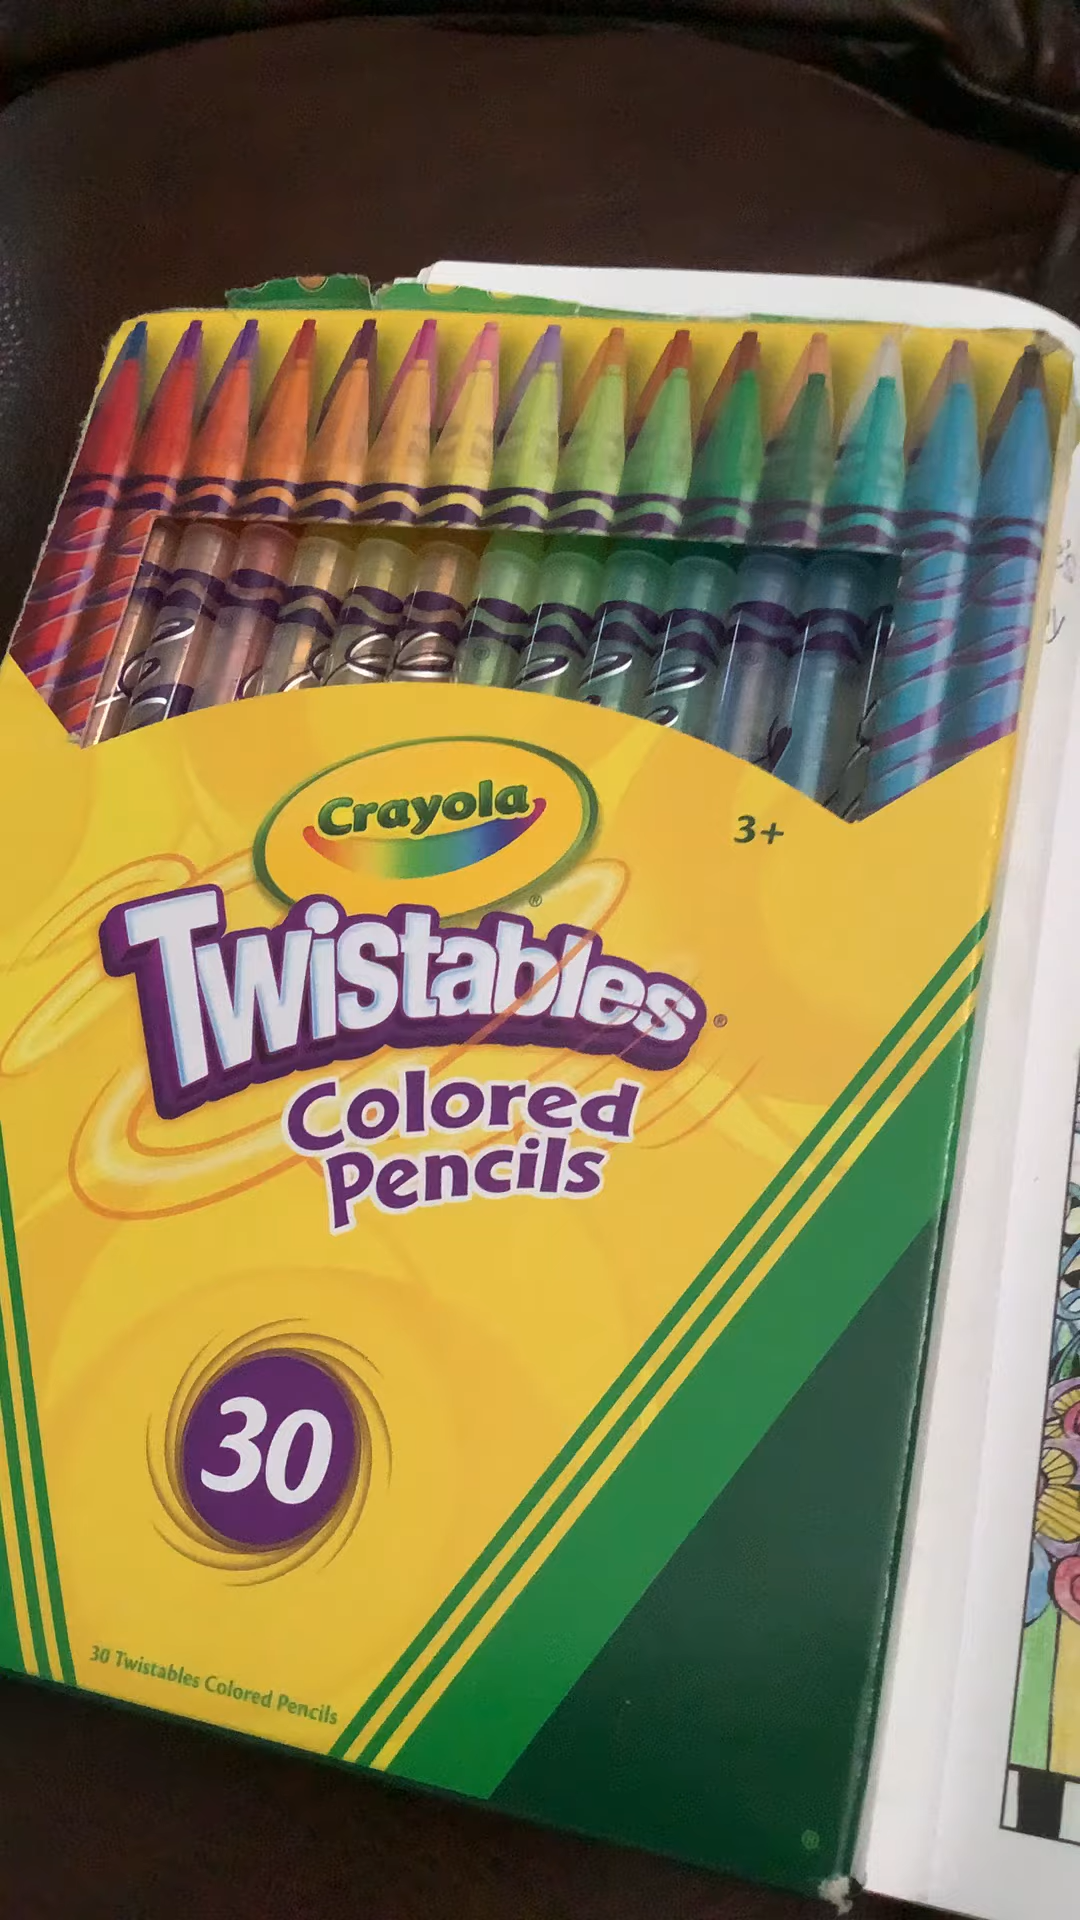 Crayola
®
3+
Twistables®
Colored
Pencils
30
30 Twistables Colored Pencils
®